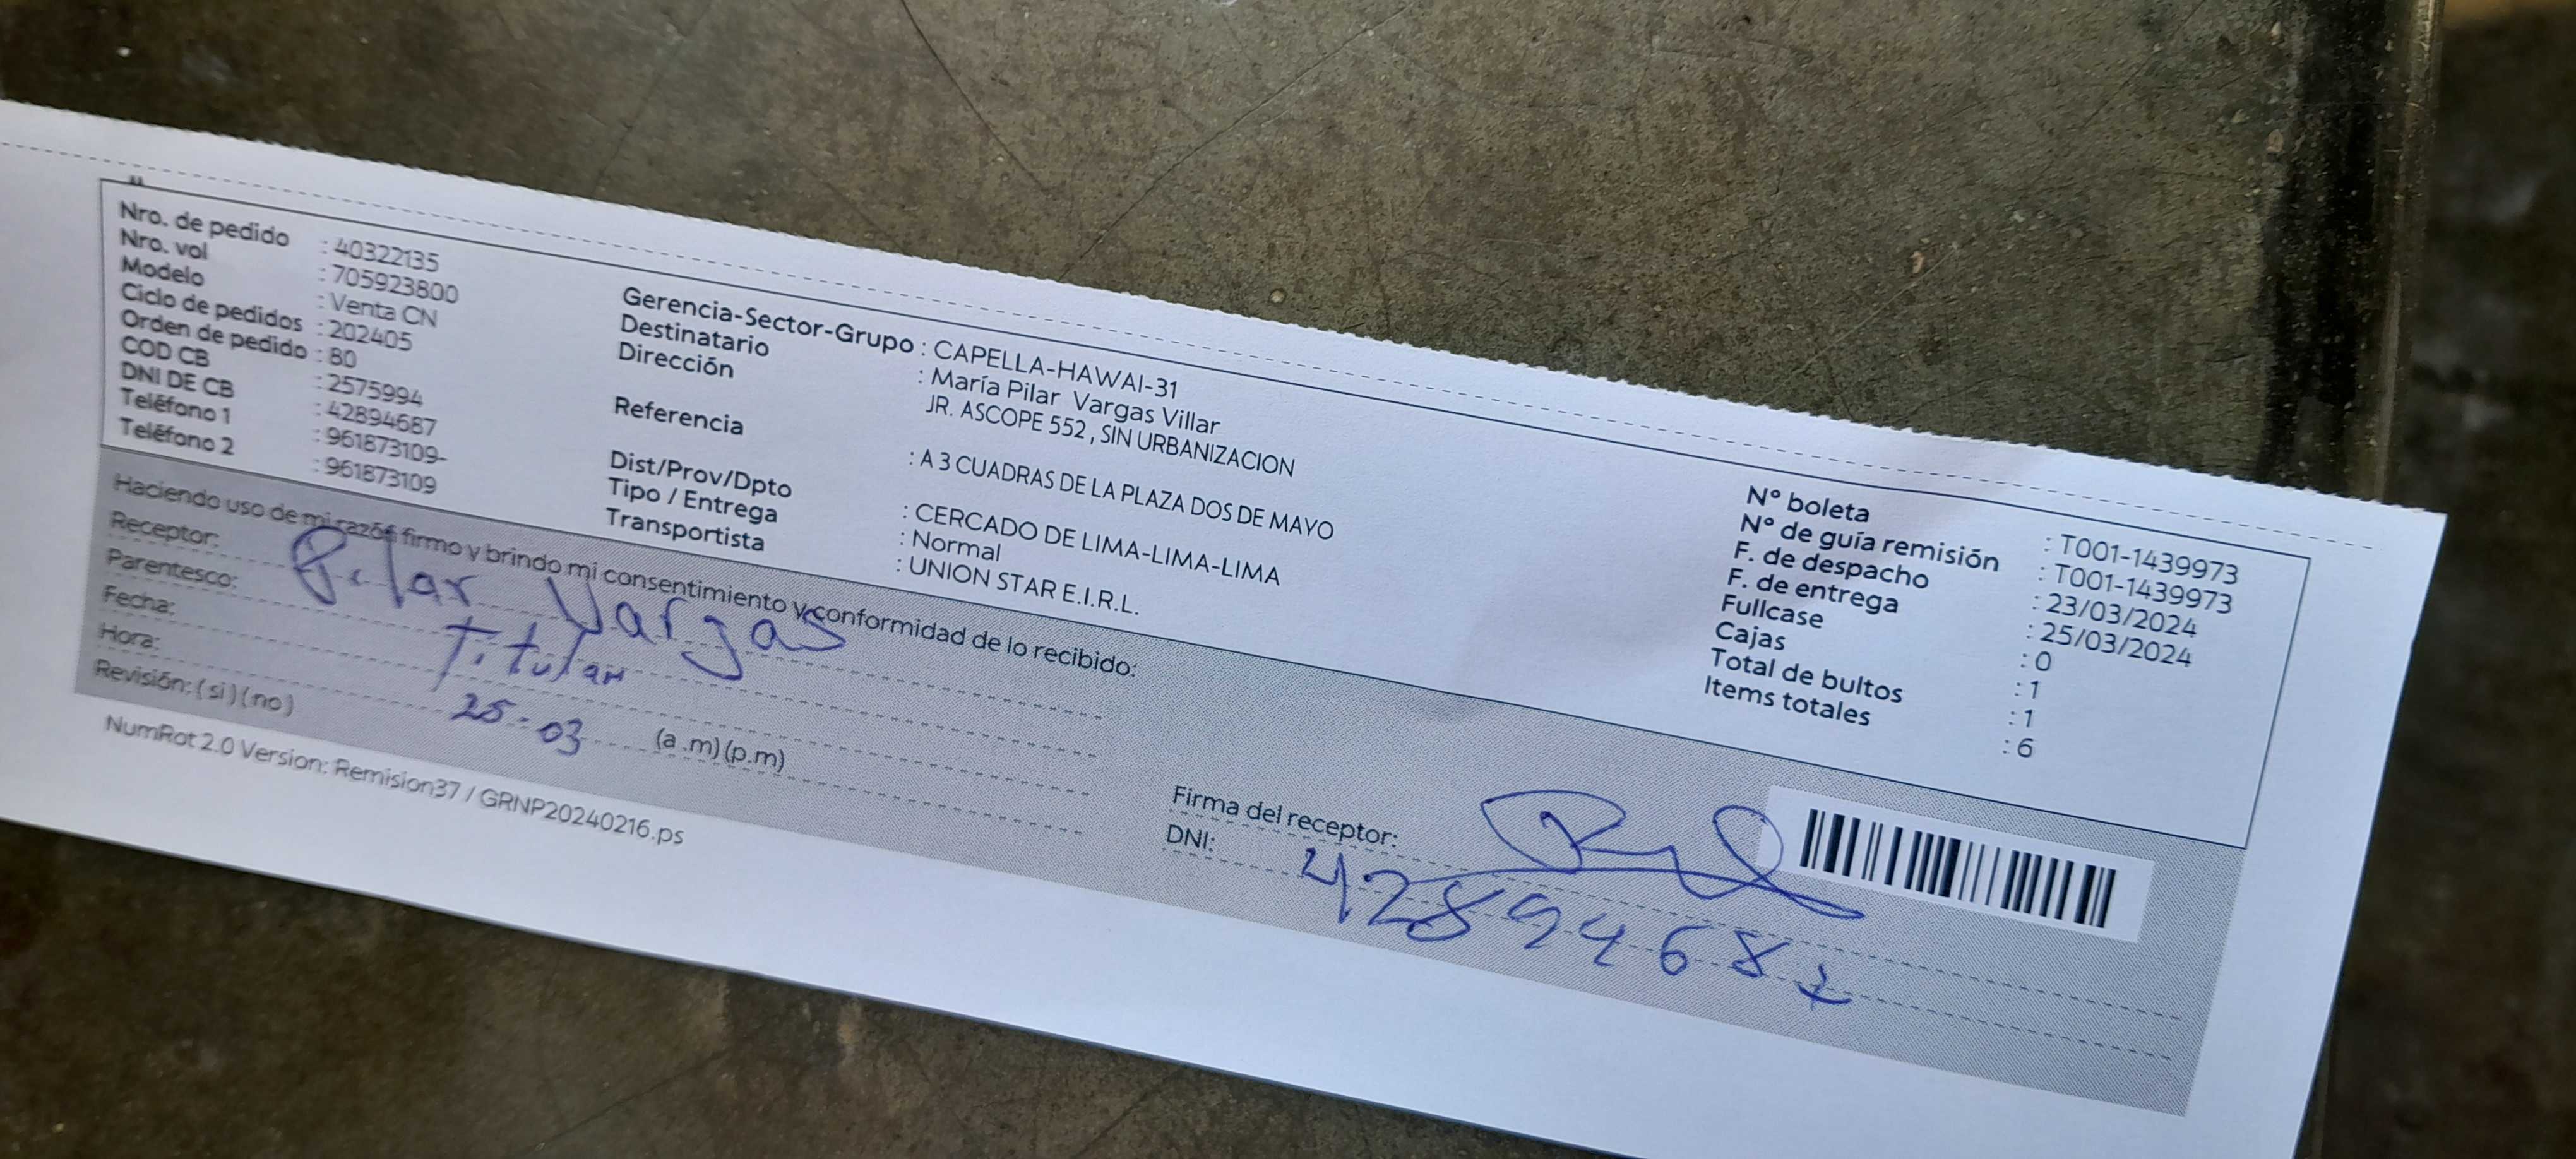 Nro. de pedido : 40322135
Nro. vol : 705923800
Modelo : Venta CN
Ciclo de pedidos : 202405
Orden de pedido : 80
COD CB : 2575994
DNI DE CB : 42894687
Teléfono 1 : 961873109-
Teléfono 2 : 961873109
Gerencia-Sector-Grupo : CAPELLA-HAWAI-31
Destinatario : María Pilar Vargas Villar
Dirección JR. ASCOPE 552 , SIN URBANIZACION
Referencia : A 3 CUADRAS DE LA PLAZA DOS DE MAYO
Dist/Prov/Dpto : CERCADO DE LIMA-LIMA-LIMA
Tipo / Entrega : Normal
Transportista : UNION STAR E.I.R.L.
N° boleta : T001-1439973
N° de guía remisión : T001-1439973
F. de despacho : 23/03/2024
F. de entrega : 25/03/2024
Fullcase : 0
Cajas : 1
Total de bultos : 1
Items totales : 6
Haciendo uso de mi razón firmo y brindo mi consentimiento y conformidad de lo recibido:
Receptor: Pilar Vargas
Parentesco: Titular
Fecha: 25-03
Hora: (a .m) (p.m)
Revisión: ( si ) ( no )
Firma del receptor:
DNI: 42894687
NumRot 2.0 Version: Remision37 / GRNP20240216.ps